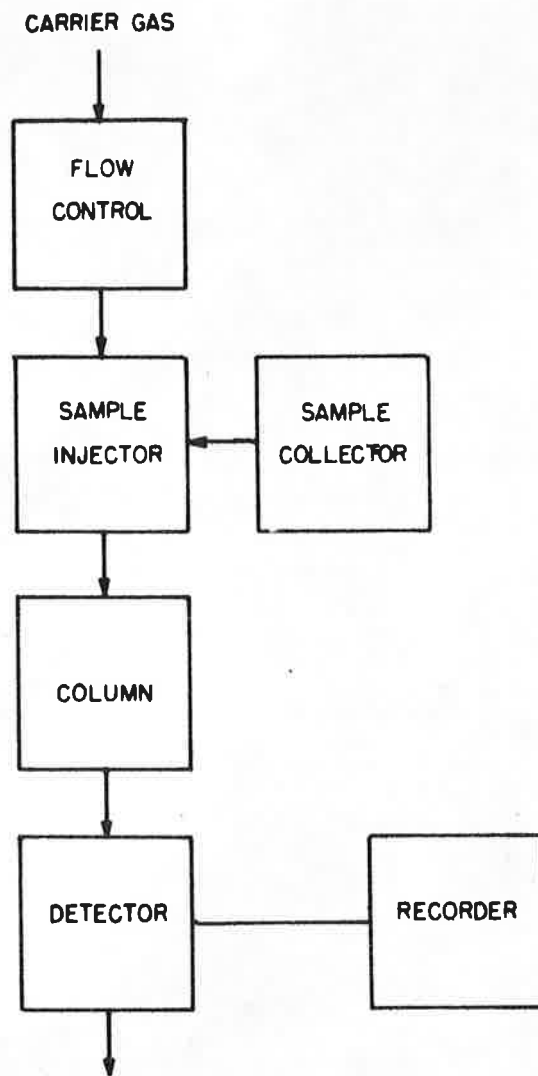 CARRIER GAS
FLOW
CONTROL
SAMPLE
INJECTOR
SAMPLE
COLLECTOR
COLUMN
DETECTOR
RECORDER